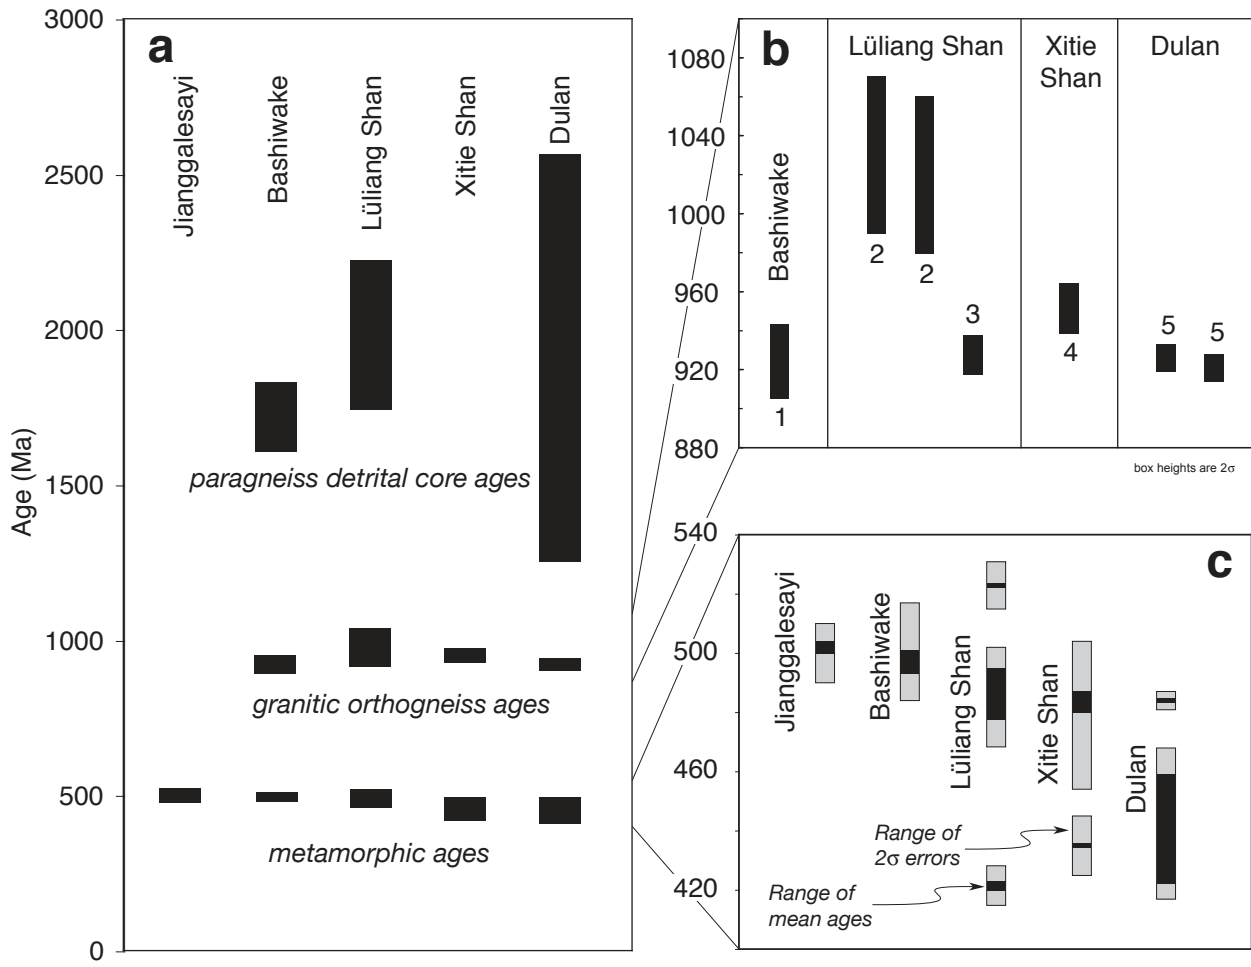 a
3000
2500
2000
1500
1000
500
0
Age (Ma)
Jianggalesayi
Bashiwake
Lüliang Shan
Xitie Shan
Dulan
paragneiss detrital core ages
granitic orthogneiss ages
metamorphic ages
b
1080
1040
1000
960
920
880
Bashiwake
Lüliang Shan
Xitie
Shan
Dulan
1
2
2
3
4
5
5
box heights are 2σ
c
540
500
460
420
Jianggalesayi
Bashiwake
Lüliang Shan
Xitie Shan
Dulan
Range of
2σ errors
Range of
mean ages